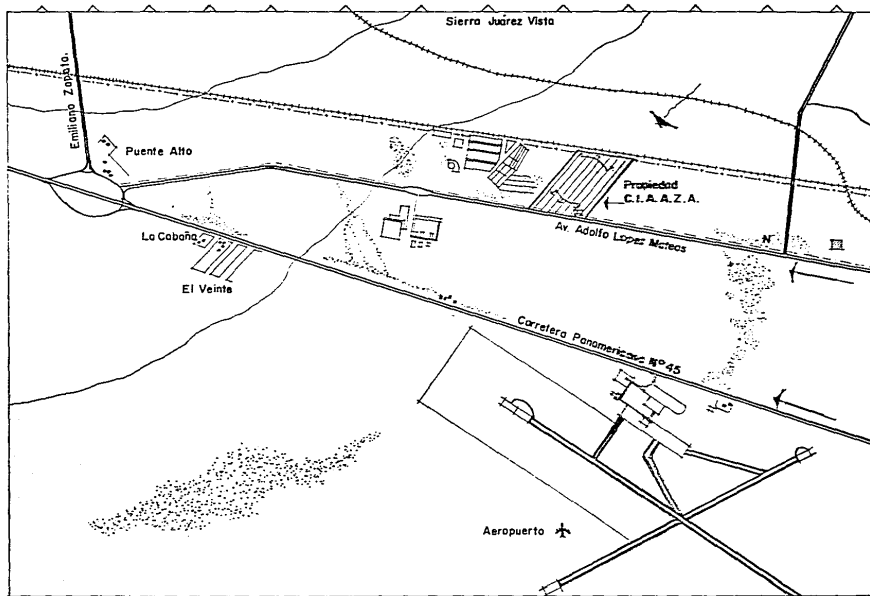 Sierra Juárez Vista
Emiliano Zapata.
Puente Alto
Propiedad
C.I.A.A.Z.A.
La Cabaña
Av. Adolfo Lopez Mateos
N
El Veinte
Carretera Panamericana Nº 45
Aeropuerto